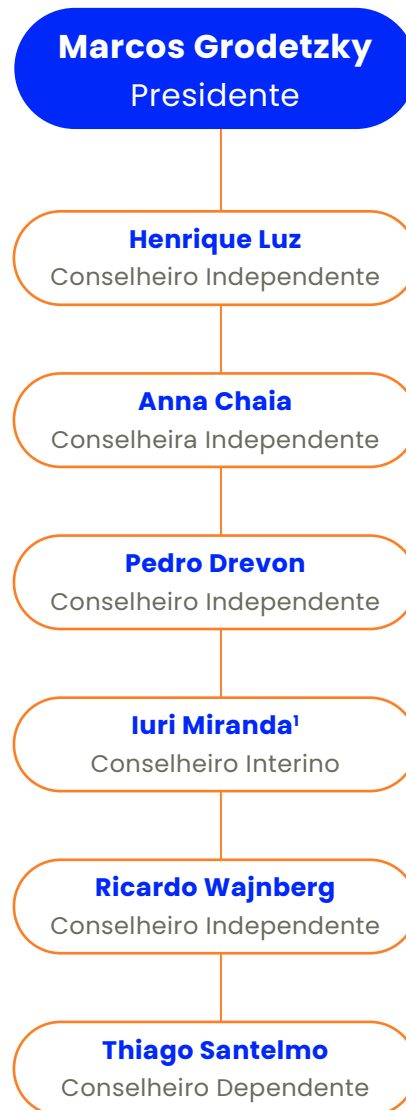 Marcos Grodetzky
Presidente
Henrique Luz
Conselheiro Independente
Anna Chaia
Conselheira Independente
Pedro Drevon
Conselheiro Independente
Iuri Miranda¹
Conselheiro Interino
Ricardo Wajnberg
Conselheiro Independente
Thiago Santelmo
Conselheiro Dependente